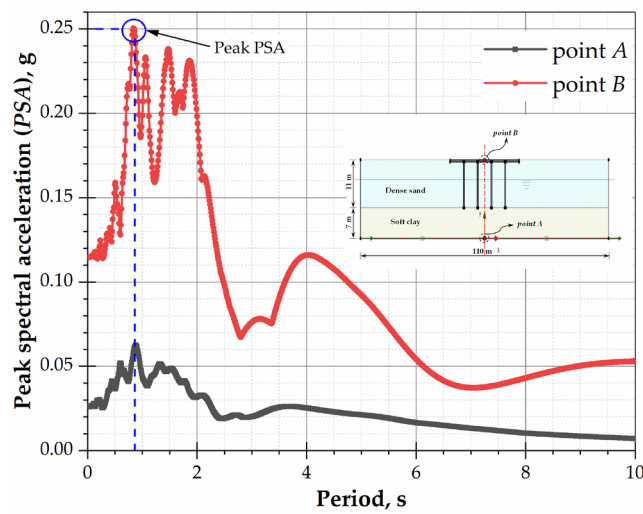 Peak spectral acceleration (PSA), g
0.25
0.20
0.15
0.10
0.05
0.00
Peak PSA
point A
point B
point B
11 m
Dense sand
7 m
Soft clay
point A
110 m
0 2 4 6 8 10
Period, s